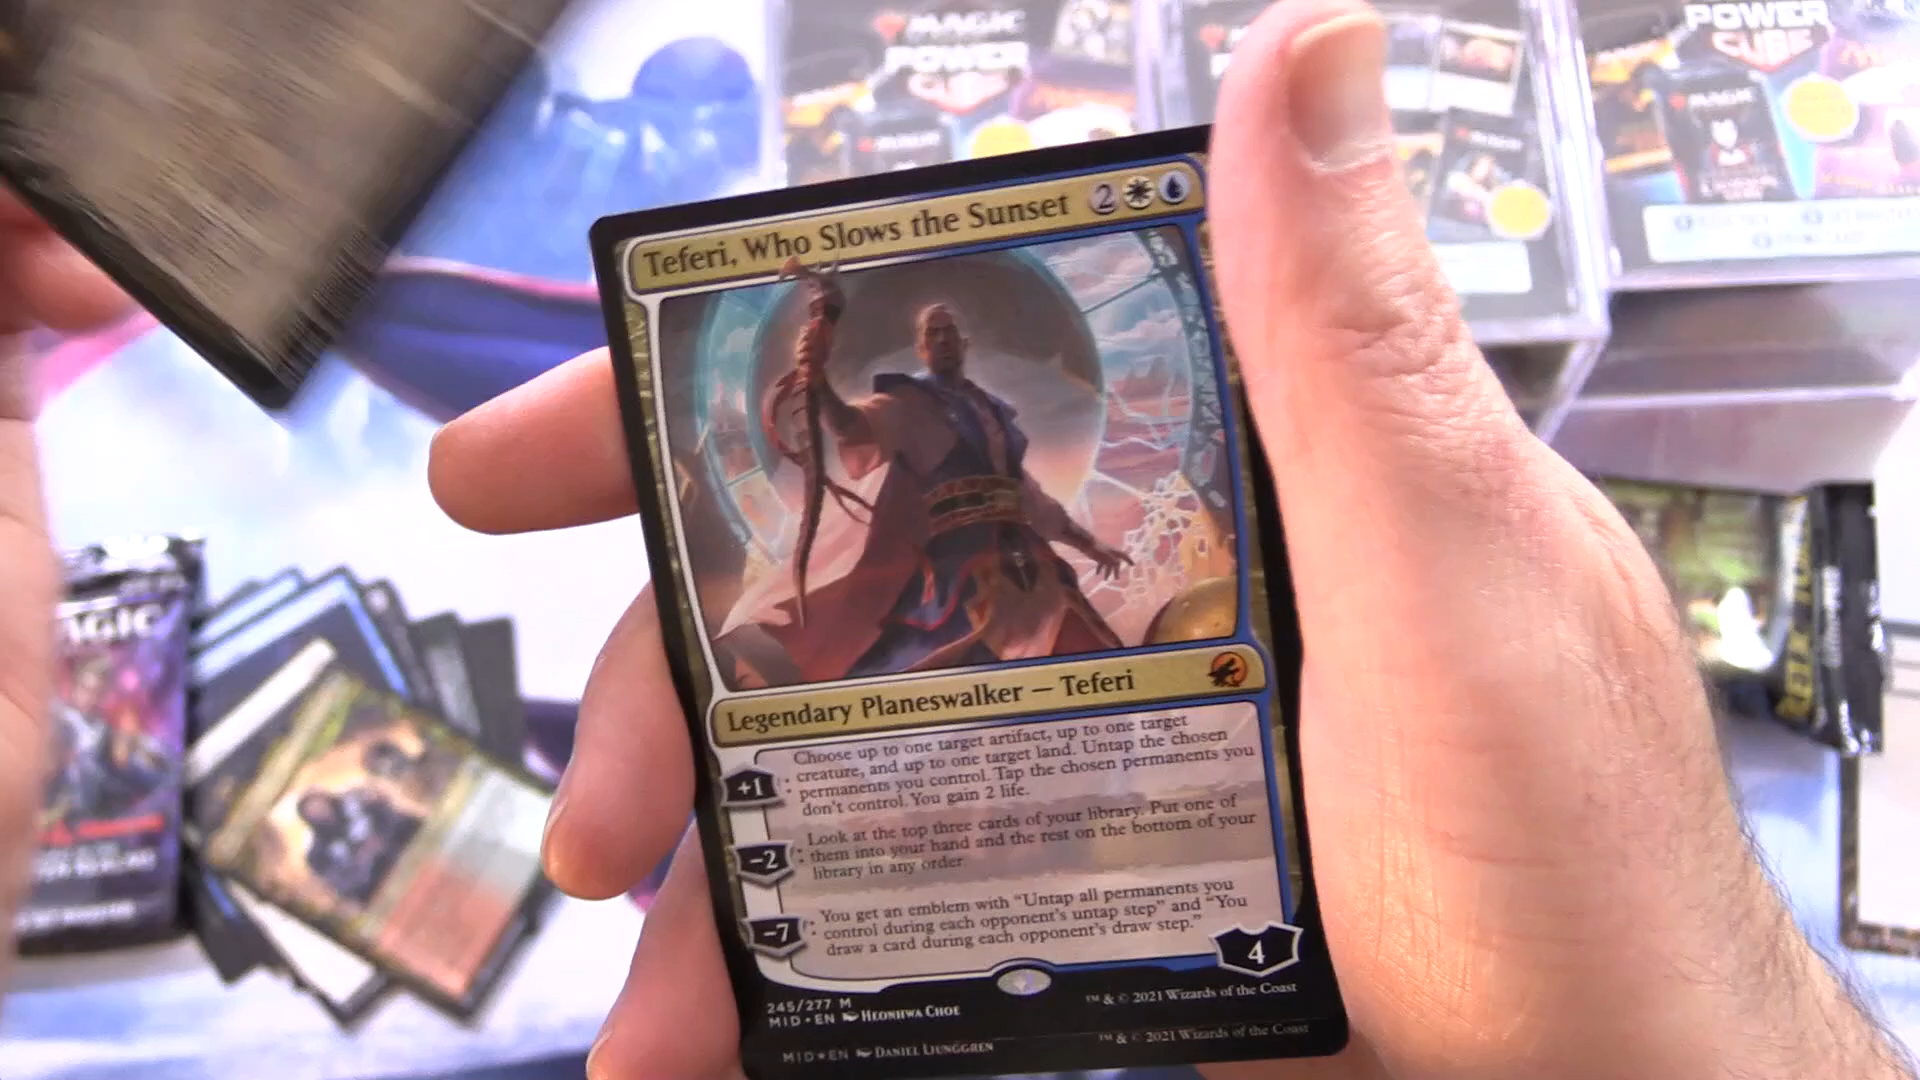 MAGIC
POWER
CUBE
POWER
CUBE
MAGIC
Teferi, Who Slows the Sunset 2
Legendary Planeswalker — Teferi
+1: Choose up to one target artifact, up to one target
creature, and up to one target land. Untap the chosen
permanents you control. Tap the chosen permanents you
don't control. You gain 2 life.
−2: Look at the top three cards of your library. Put one of
them into your hand and the rest on the bottom of your
library in any order.
−7: You get an emblem with "Untap all permanents you
control during each opponent's untap step" and "You
draw a card during each opponent's draw step."
4
245/277 M
MID • EN HEONHWA CHOE
™ & © 2021 Wizards of the Coast
MID ★ EN DANIEL LJUNGGREN
™ & © 2021 Wizards of the Coast
AGIC